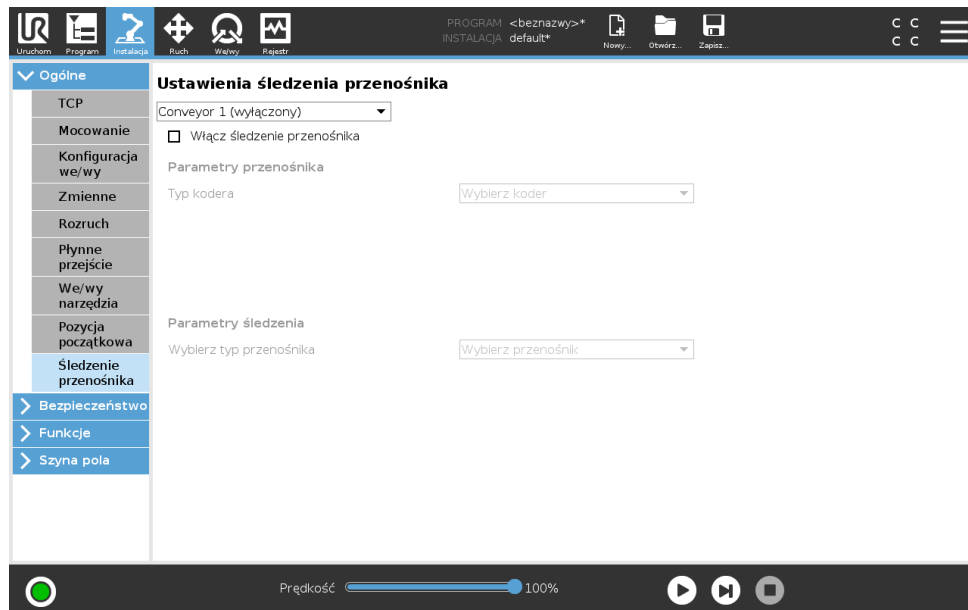 PROGRAM <beznazwy>*
INSTALACJA default*
C C
C C
Uruchom Program Instalacja Ruch We/wy Rejestr Nowy... Otwórz... Zapisz...
Ogólne
TCP
Mocowanie
Konfiguracja
we/wy
Zmienne
Rozruch
Płynne
przejście
We/wy
narzędzia
Pozycja
początkowa
Śledzenie
przenośnika
Bezpieczeństwo
Funkcje
Szyna pola
Ustawienia śledzenia przenośnika
Conveyor 1 (wyłączony)
Włącz śledzenie przenośnika
Parametry przenośnika
Typ kodera Wybierz koder
Parametry śledzenia
Wybierz typ przenośnika Wybierz przenośnik
Prędkość 100%